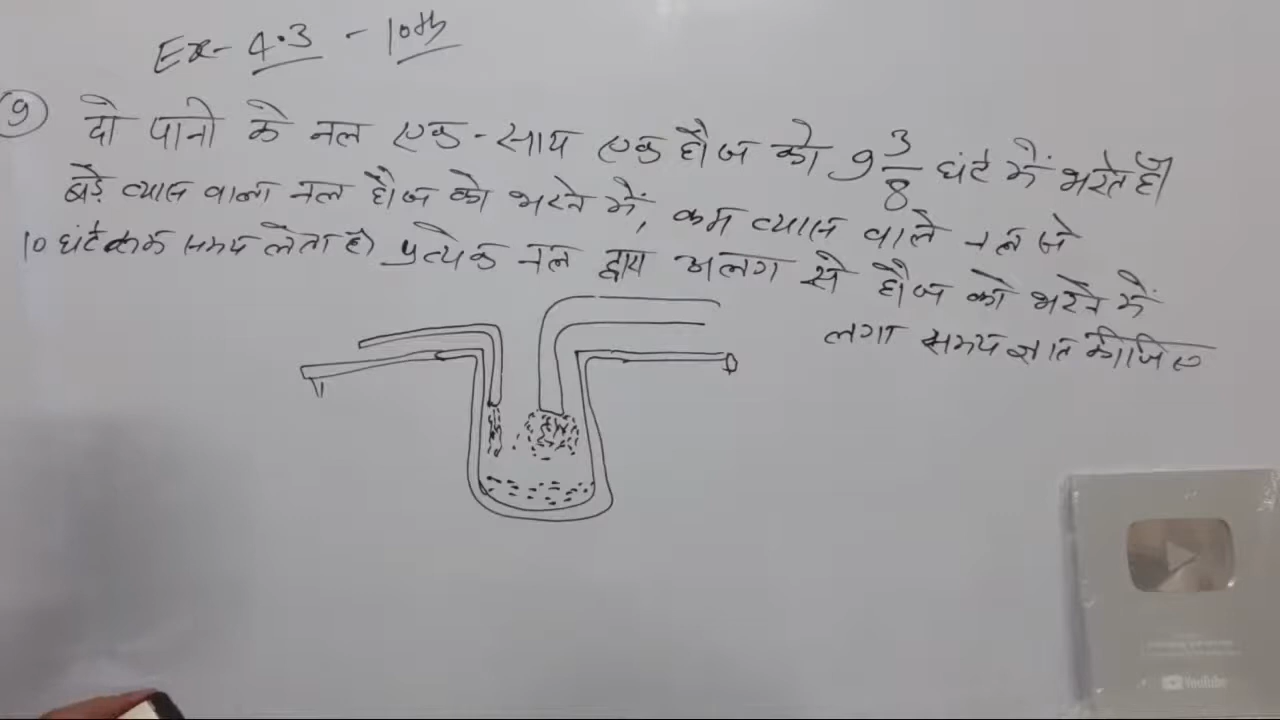 Ex- 4.3 - 10th
9 दो पानी के नल एक-साथ एक हौज को 9 3/8 घंटे में भरते हैं।
बड़े व्यास वाला नल हौज को भरने में, कम व्यास वाले नल से
10 घंटे कम समय लेता है। प्रत्येक नल द्वारा अलग से हौज को भरने में
लगा समय ज्ञात कीजिए
YouTube